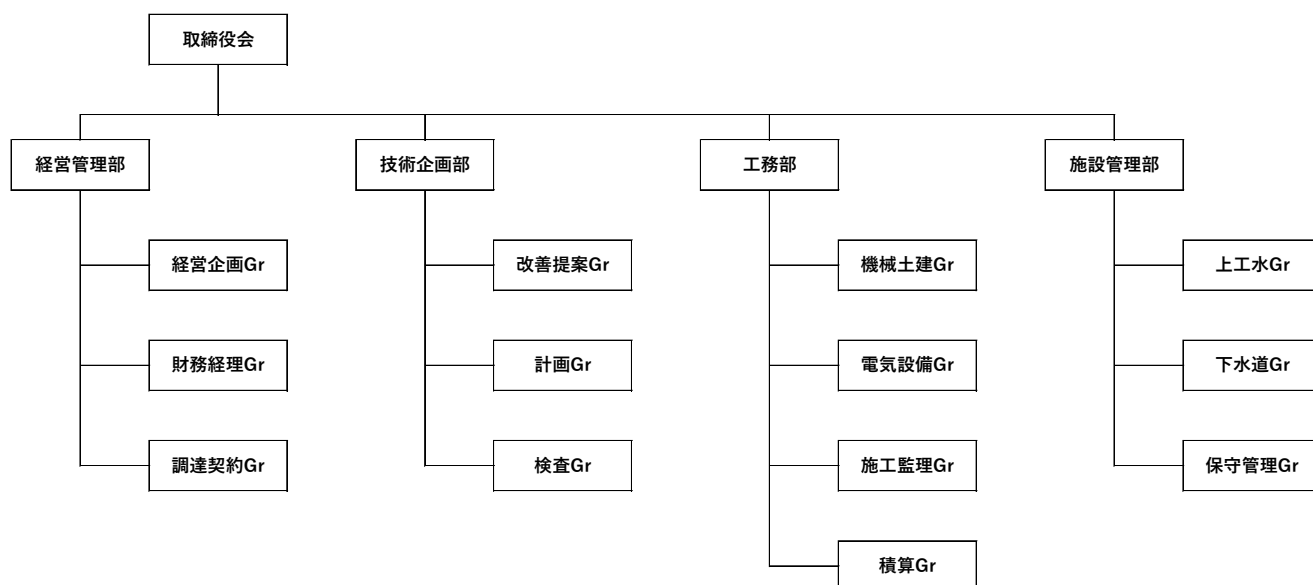 取締役会
経営管理部
技術企画部
工務部
施設管理部
経営企画Gr
改善提案Gr
機械土建Gr
上工水Gr
財務経理Gr
計画Gr
電気設備Gr
下水道Gr
調達契約Gr
検査Gr
施工監理Gr
保守管理Gr
積算Gr